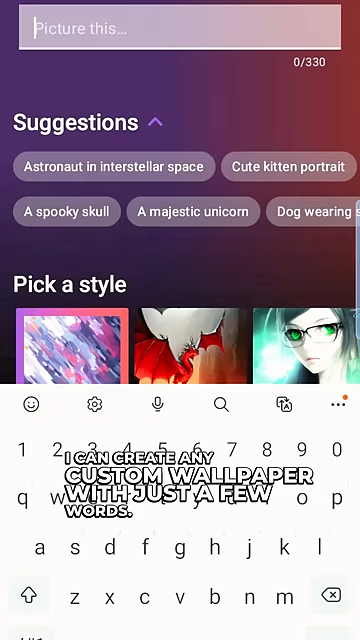 Picture this...
0/330
Suggestions
Astronaut in interstellar space
Cute kitten portrait
A spooky skull
A majestic unicorn
Dog wearing s
Pick a style
1 2 3 4 5 6 7 8 9 0
I CAN CREATE ANY
CUSTOM WALLPAPER
WITH JUST A FEW
WORDS.
q w o p
a s d f g h j k l
z x c v b n m